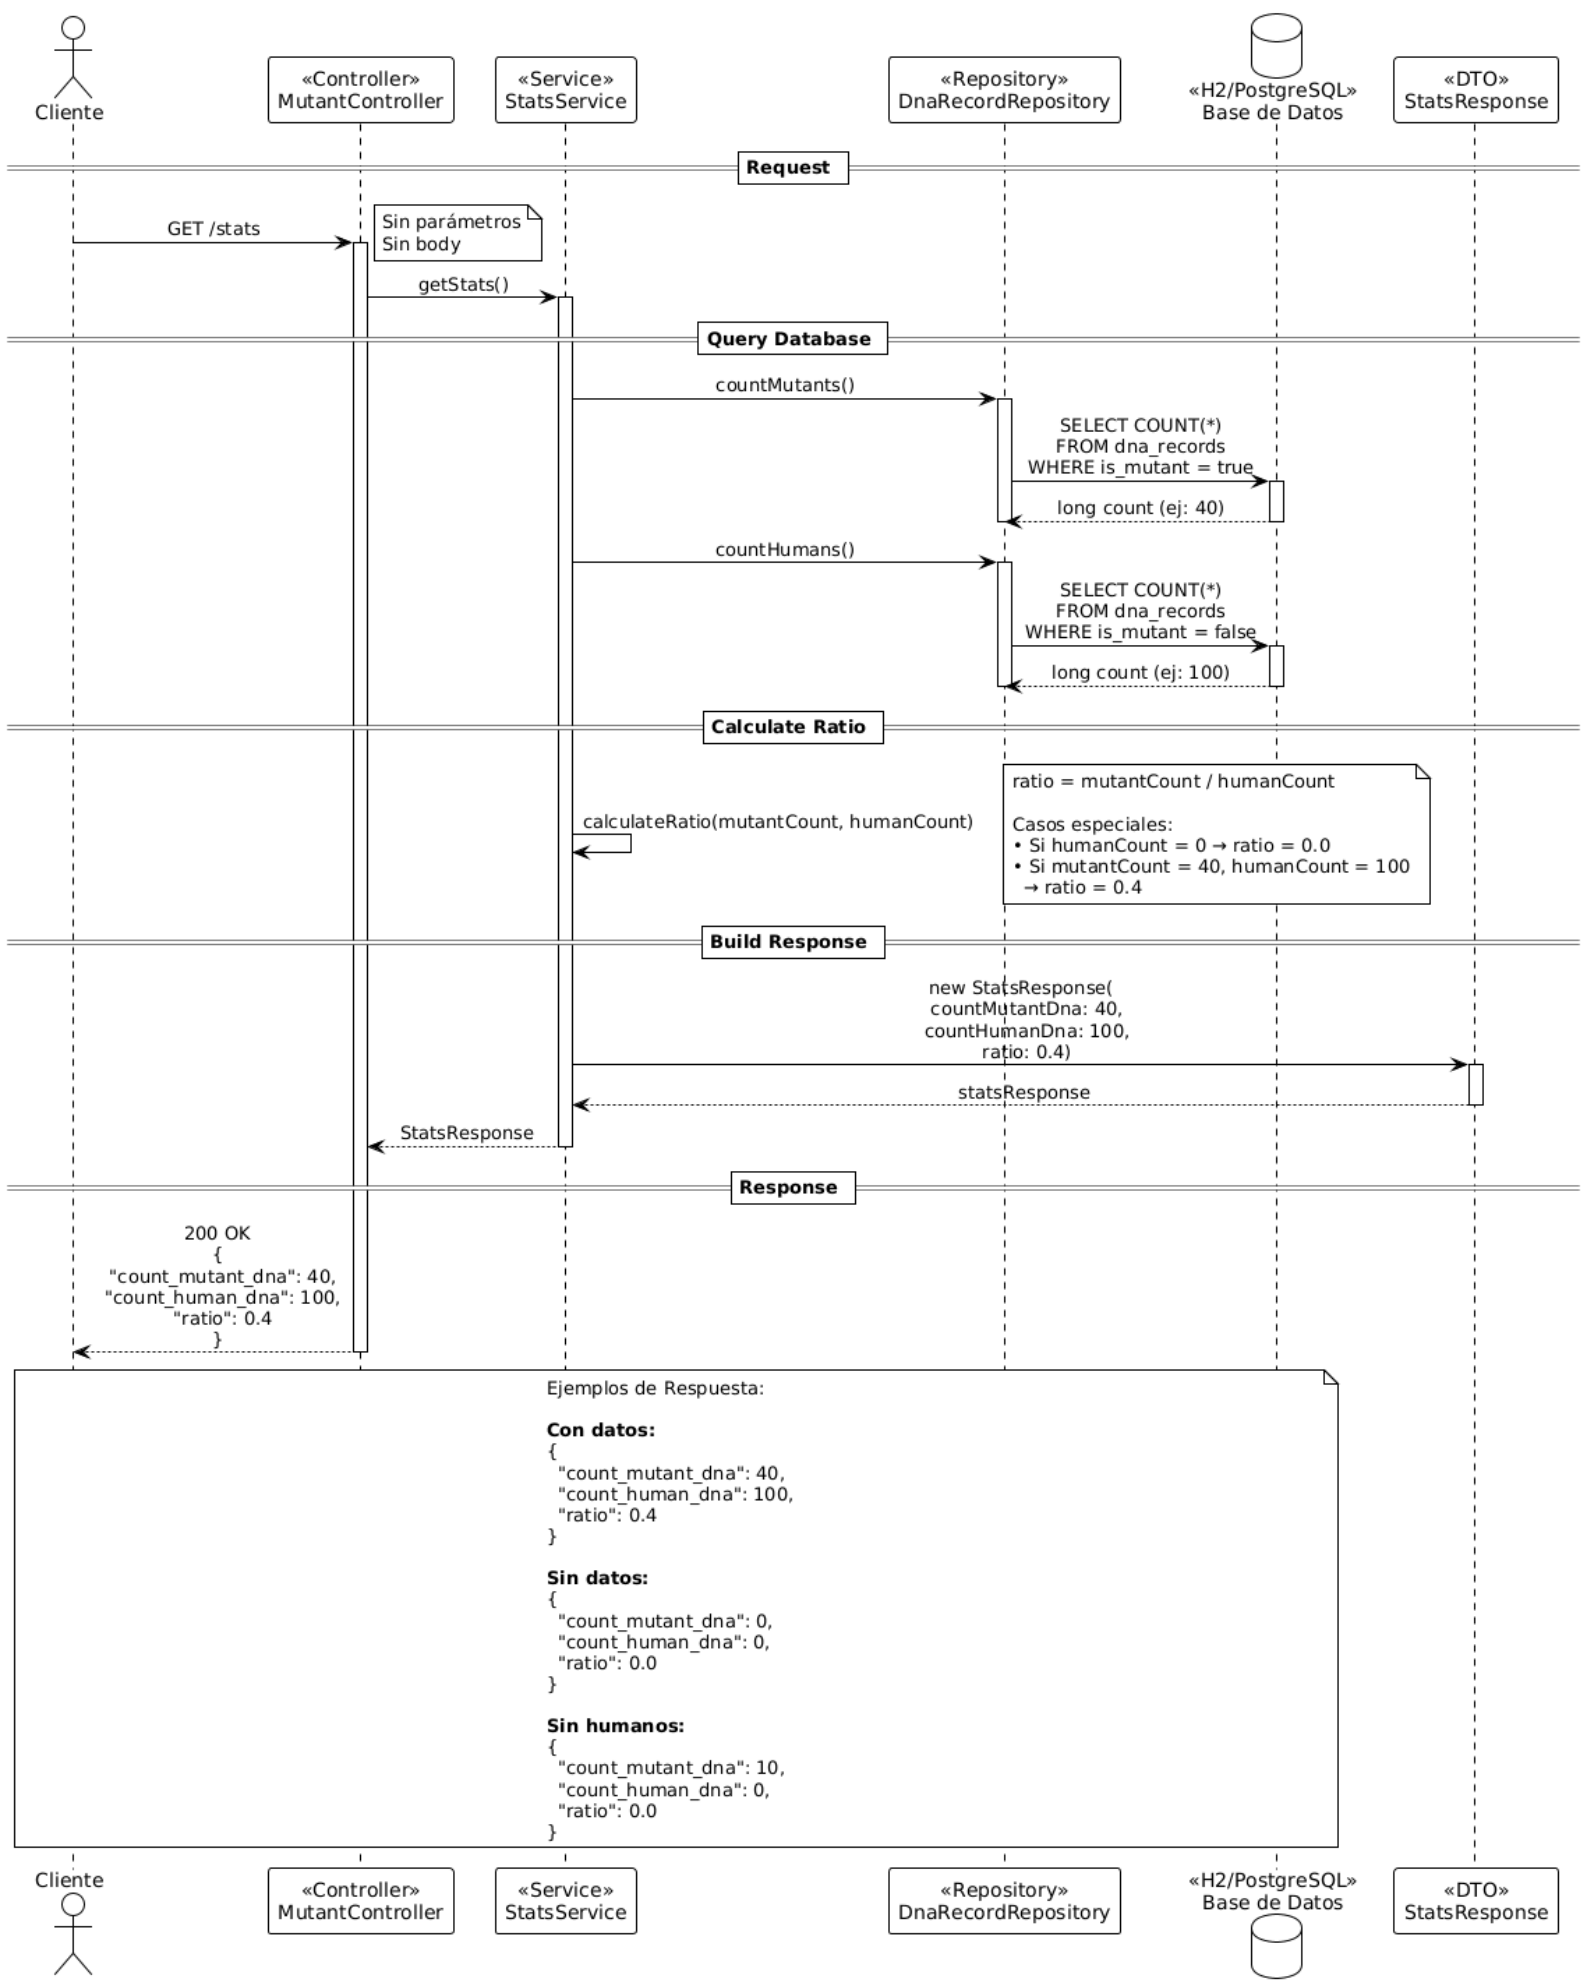 Cliente
«Controller»
MutantController
«Service»
StatsService
«Repository»
DnaRecordRepository
«H2/PostgreSQL»
Base de Datos
«DTO»
StatsResponse
Request
GET /stats
Sin parámetros
Sin body
getStats()
Query Database
countMutants()
SELECT COUNT(*)
FROM dna_records
WHERE is_mutant = true
long count (ej: 40)
countHumans()
SELECT COUNT(*)
FROM dna_records
WHERE is_mutant = false
long count (ej: 100)
Calculate Ratio
ratio = mutantCount / humanCount
Casos especiales:
• Si humanCount = 0 → ratio = 0.0
• Si mutantCount = 40, humanCount = 100
→ ratio = 0.4
calculateRatio(mutantCount, humanCount)
Build Response
new StatsResponse(
countMutantDna: 40,
countHumanDna: 100,
ratio: 0.4)
statsResponse
StatsResponse
Response
200 OK
{
"count_mutant_dna": 40,
"count_human_dna": 100,
"ratio": 0.4
}
Ejemplos de Respuesta:
Con datos:
{
"count_mutant_dna": 40,
"count_human_dna": 100,
"ratio": 0.4
}
Sin datos:
{
"count_mutant_dna": 0,
"count_human_dna": 0,
"ratio": 0.0
}
Sin humanos:
{
"count_mutant_dna": 10,
"count_human_dna": 0,
"ratio": 0.0
}
Cliente
«Controller»
MutantController
«Service»
StatsService
«Repository»
DnaRecordRepository
«H2/PostgreSQL»
Base de Datos
«DTO»
StatsResponse